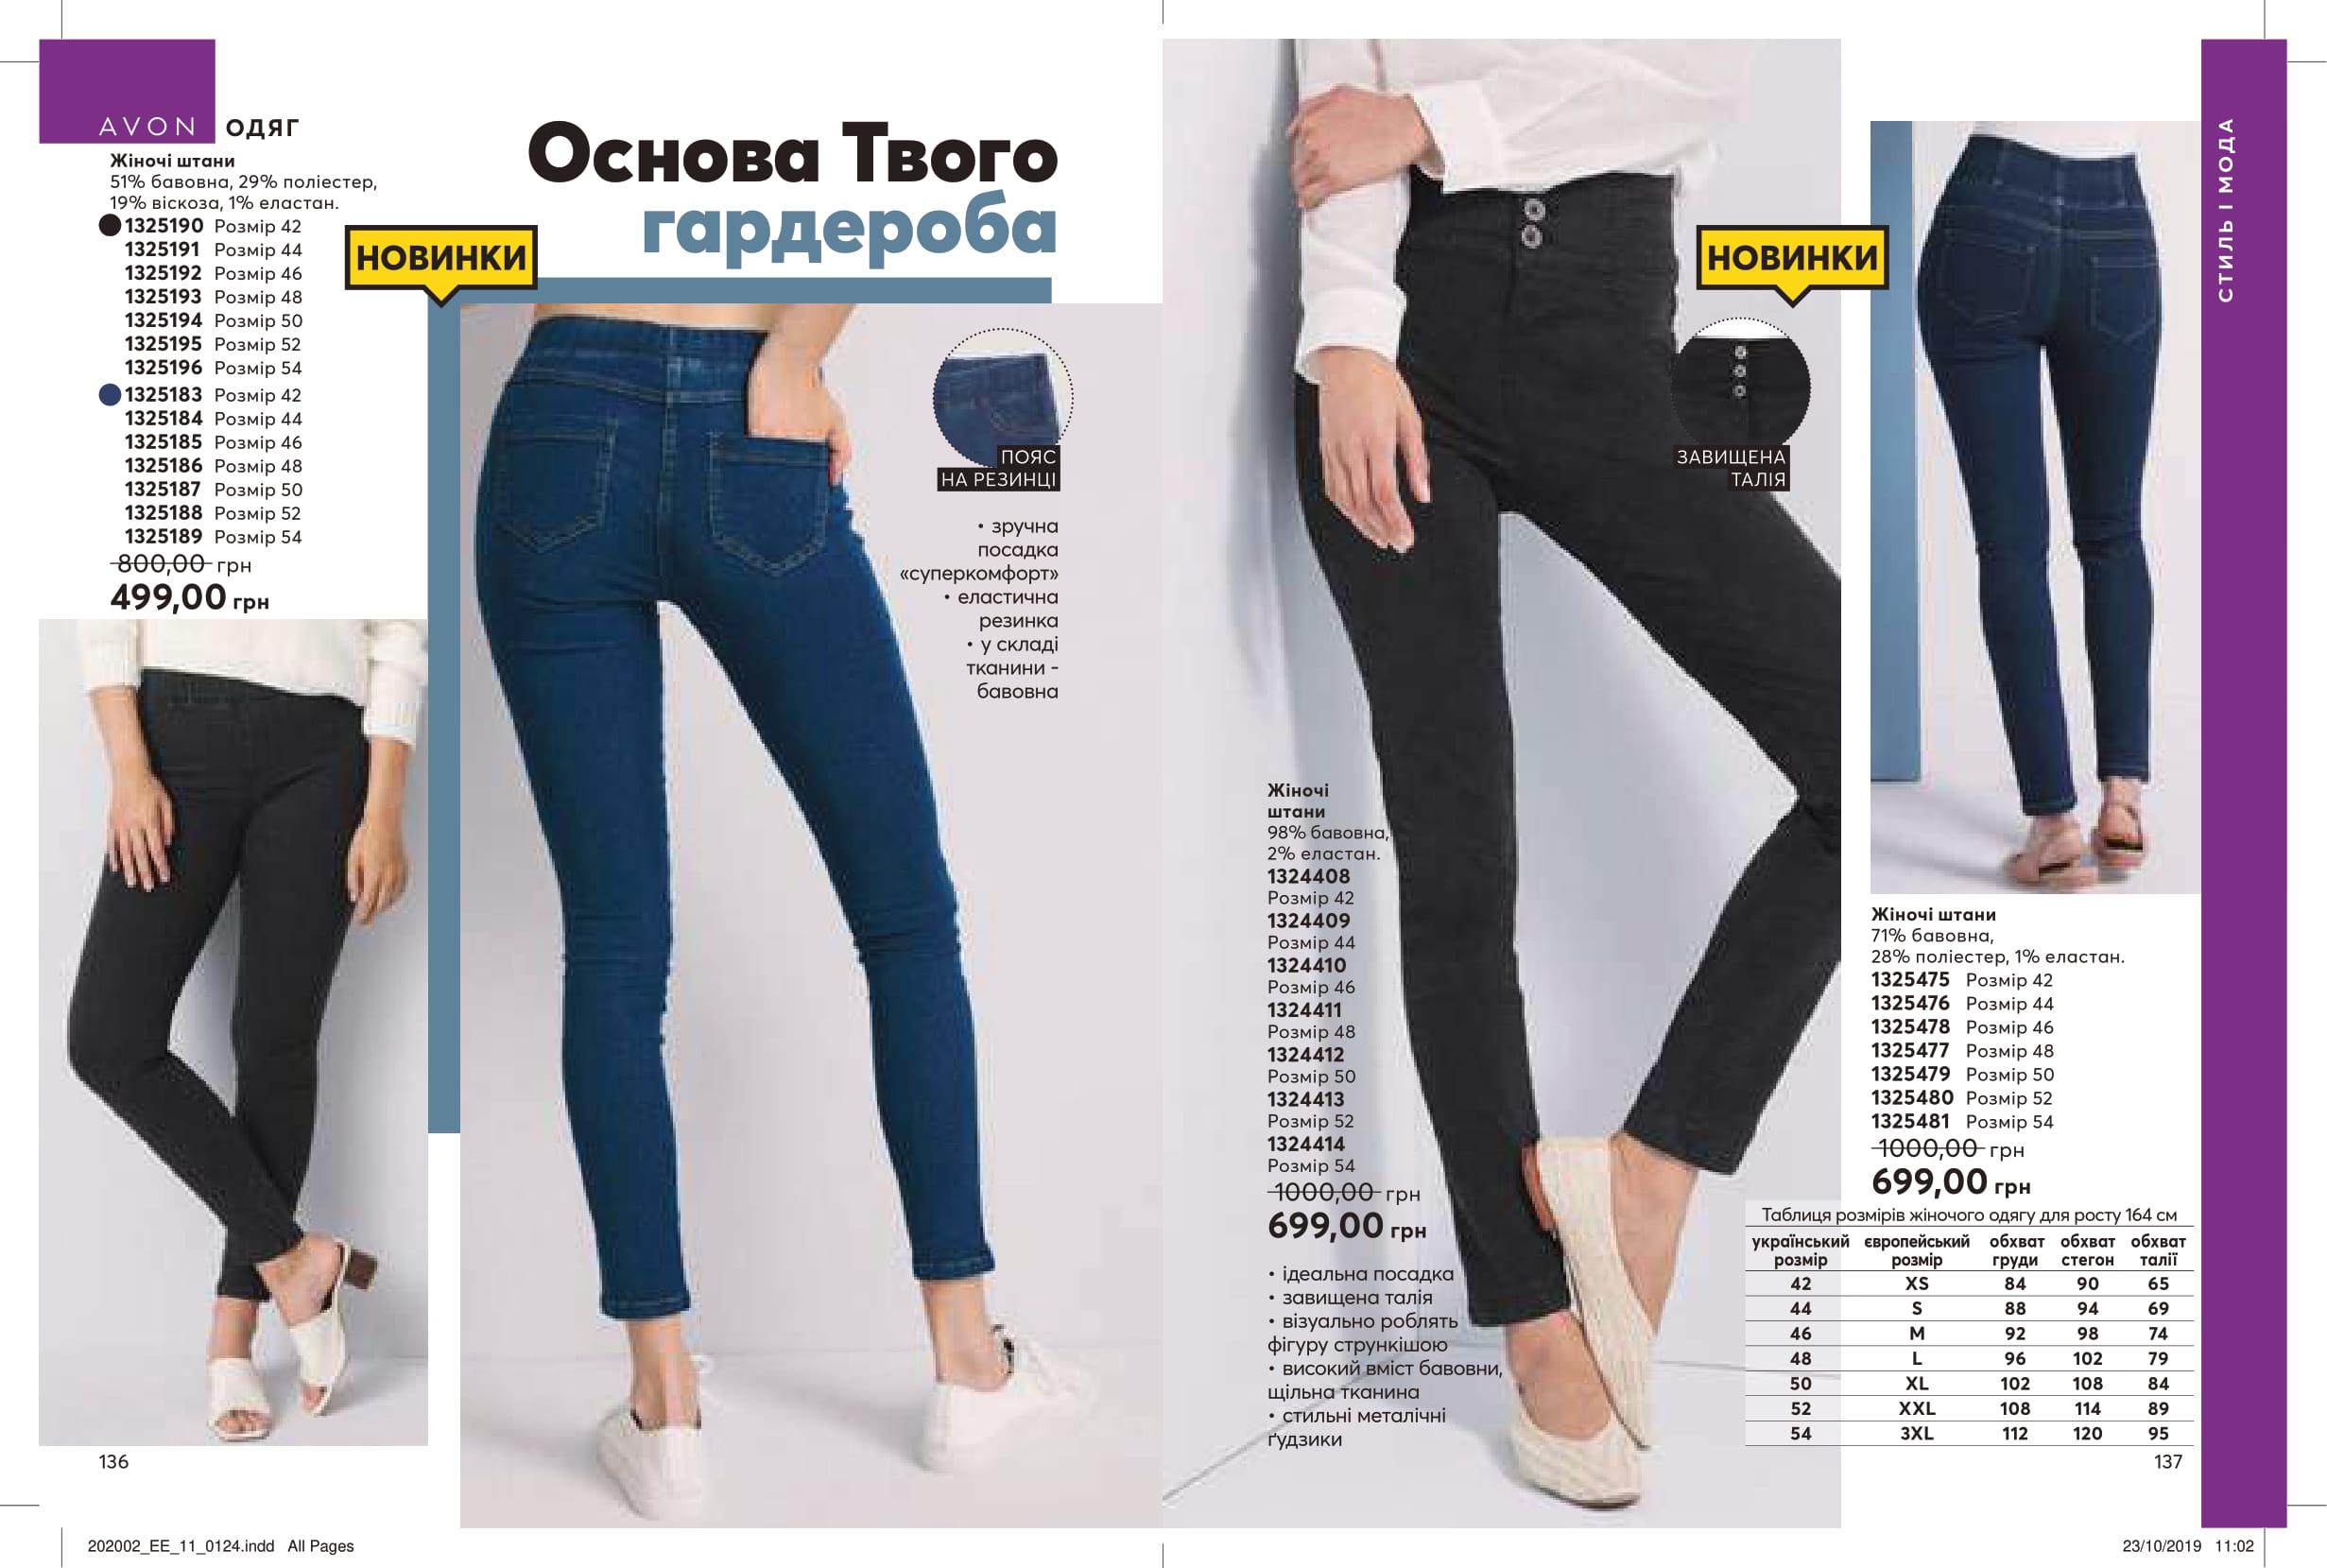 AVON ОДЯГ
Жіночі штани
51% бавовна, 29% поліестер,
19% віскоза, 1% еластан.
1325190 Розмір 42
1325191 Розмір 44
1325192 Розмір 46
1325193 Розмір 48
1325194 Розмір 50
1325195 Розмір 52
1325196 Розмір 54
1325183 Розмір 42
1325184 Розмір 44
1325185 Розмір 46
1325186 Розмір 48
1325187 Розмір 50
1325188 Розмір 52
1325189 Розмір 54
800,00 грн
499,00 грн
Основа Твого
гардероба
НОВИНКИ
ПОЯС
НА РЕЗИНЦІ
• зручна
посадка
«суперкомфорт»
• еластична
резинка
• у складі
тканини -
бавовна
136
НОВИНКИ
ЗАВИЩЕНА
ТАЛІЯ
Жіночі
штани
98% бавовна,
2% еластан.
1324408
Розмір 42
1324409
Розмір 44
1324410
Розмір 46
1324411
Розмір 48
1324412
Розмір 50
1324413
Розмір 52
1324414
Розмір 54
1000,00 грн
699,00 грн
• ідеальна посадка
• завищена талія
• візуально роблять
фігуру стрункішою
• високий вміст бавовни,
щільна тканина
• стильні металічні
ґудзики
СТИЛЬ І МОДА
Жіночі штани
71% бавовна,
28% поліестер, 1% еластан.
1325475 Розмір 42
1325476 Розмір 44
1325478 Розмір 46
1325477 Розмір 48
1325479 Розмір 50
1325480 Розмір 52
1325481 Розмір 54
1000,00 грн
699,00 грн
Таблиця розмірів жіночого одягу для росту 164 см
український європейський обхват обхват обхват
розмір розмір груди стегон талії
42 XS 84 90 65
44 S 88 94 69
46 M 92 98 74
48 L 96 102 79
50 XL 102 108 84
52 XXL 108 114 89
54 3XL 112 120 95
137
202002_EE_11_0124.indd All Pages
23/10/2019 11:02